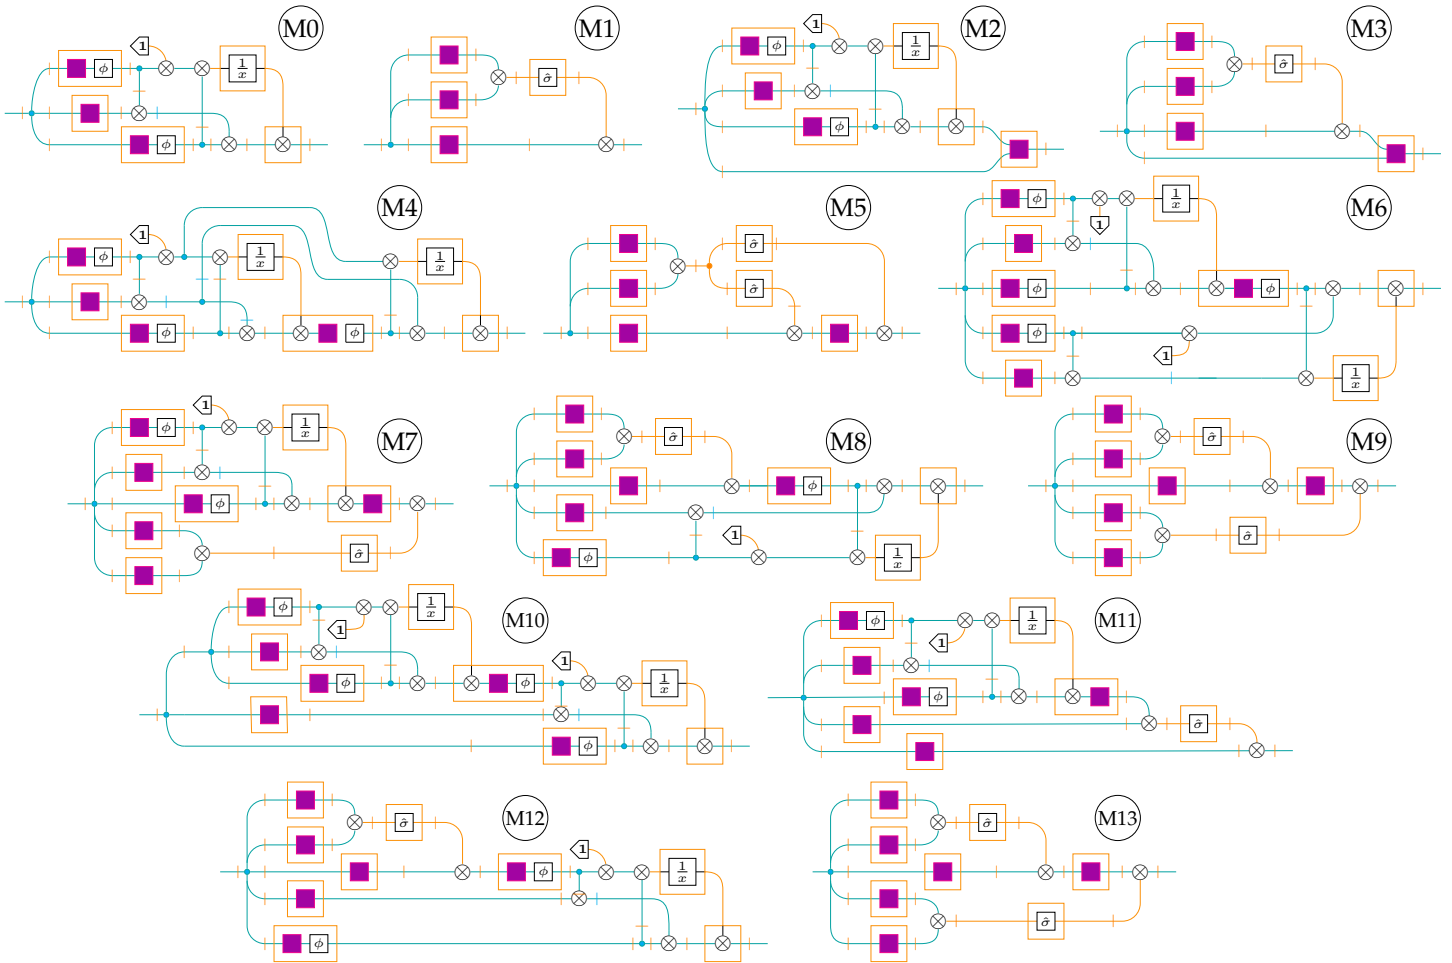 M0 M1 M2 M3
1 1
ϕ 1/x ϕ 1/x
σ̂ σ̂
ϕ ϕ
M4 M5 M6
1 ϕ 1/x 1
ϕ 1/x 1/x σ̂
σ̂ ϕ ϕ
ϕ ϕ ϕ
1 1/x
M7 M8 M9
1
ϕ 1/x σ̂ σ̂
ϕ ϕ
1 σ̂
σ̂ ϕ 1/x
M10 M11
ϕ 1/x ϕ 1/x
1 1
ϕ ϕ 1 1/x ϕ
σ̂
ϕ
M12 M13
σ̂ σ̂
1
ϕ 1/x
σ̂
ϕ